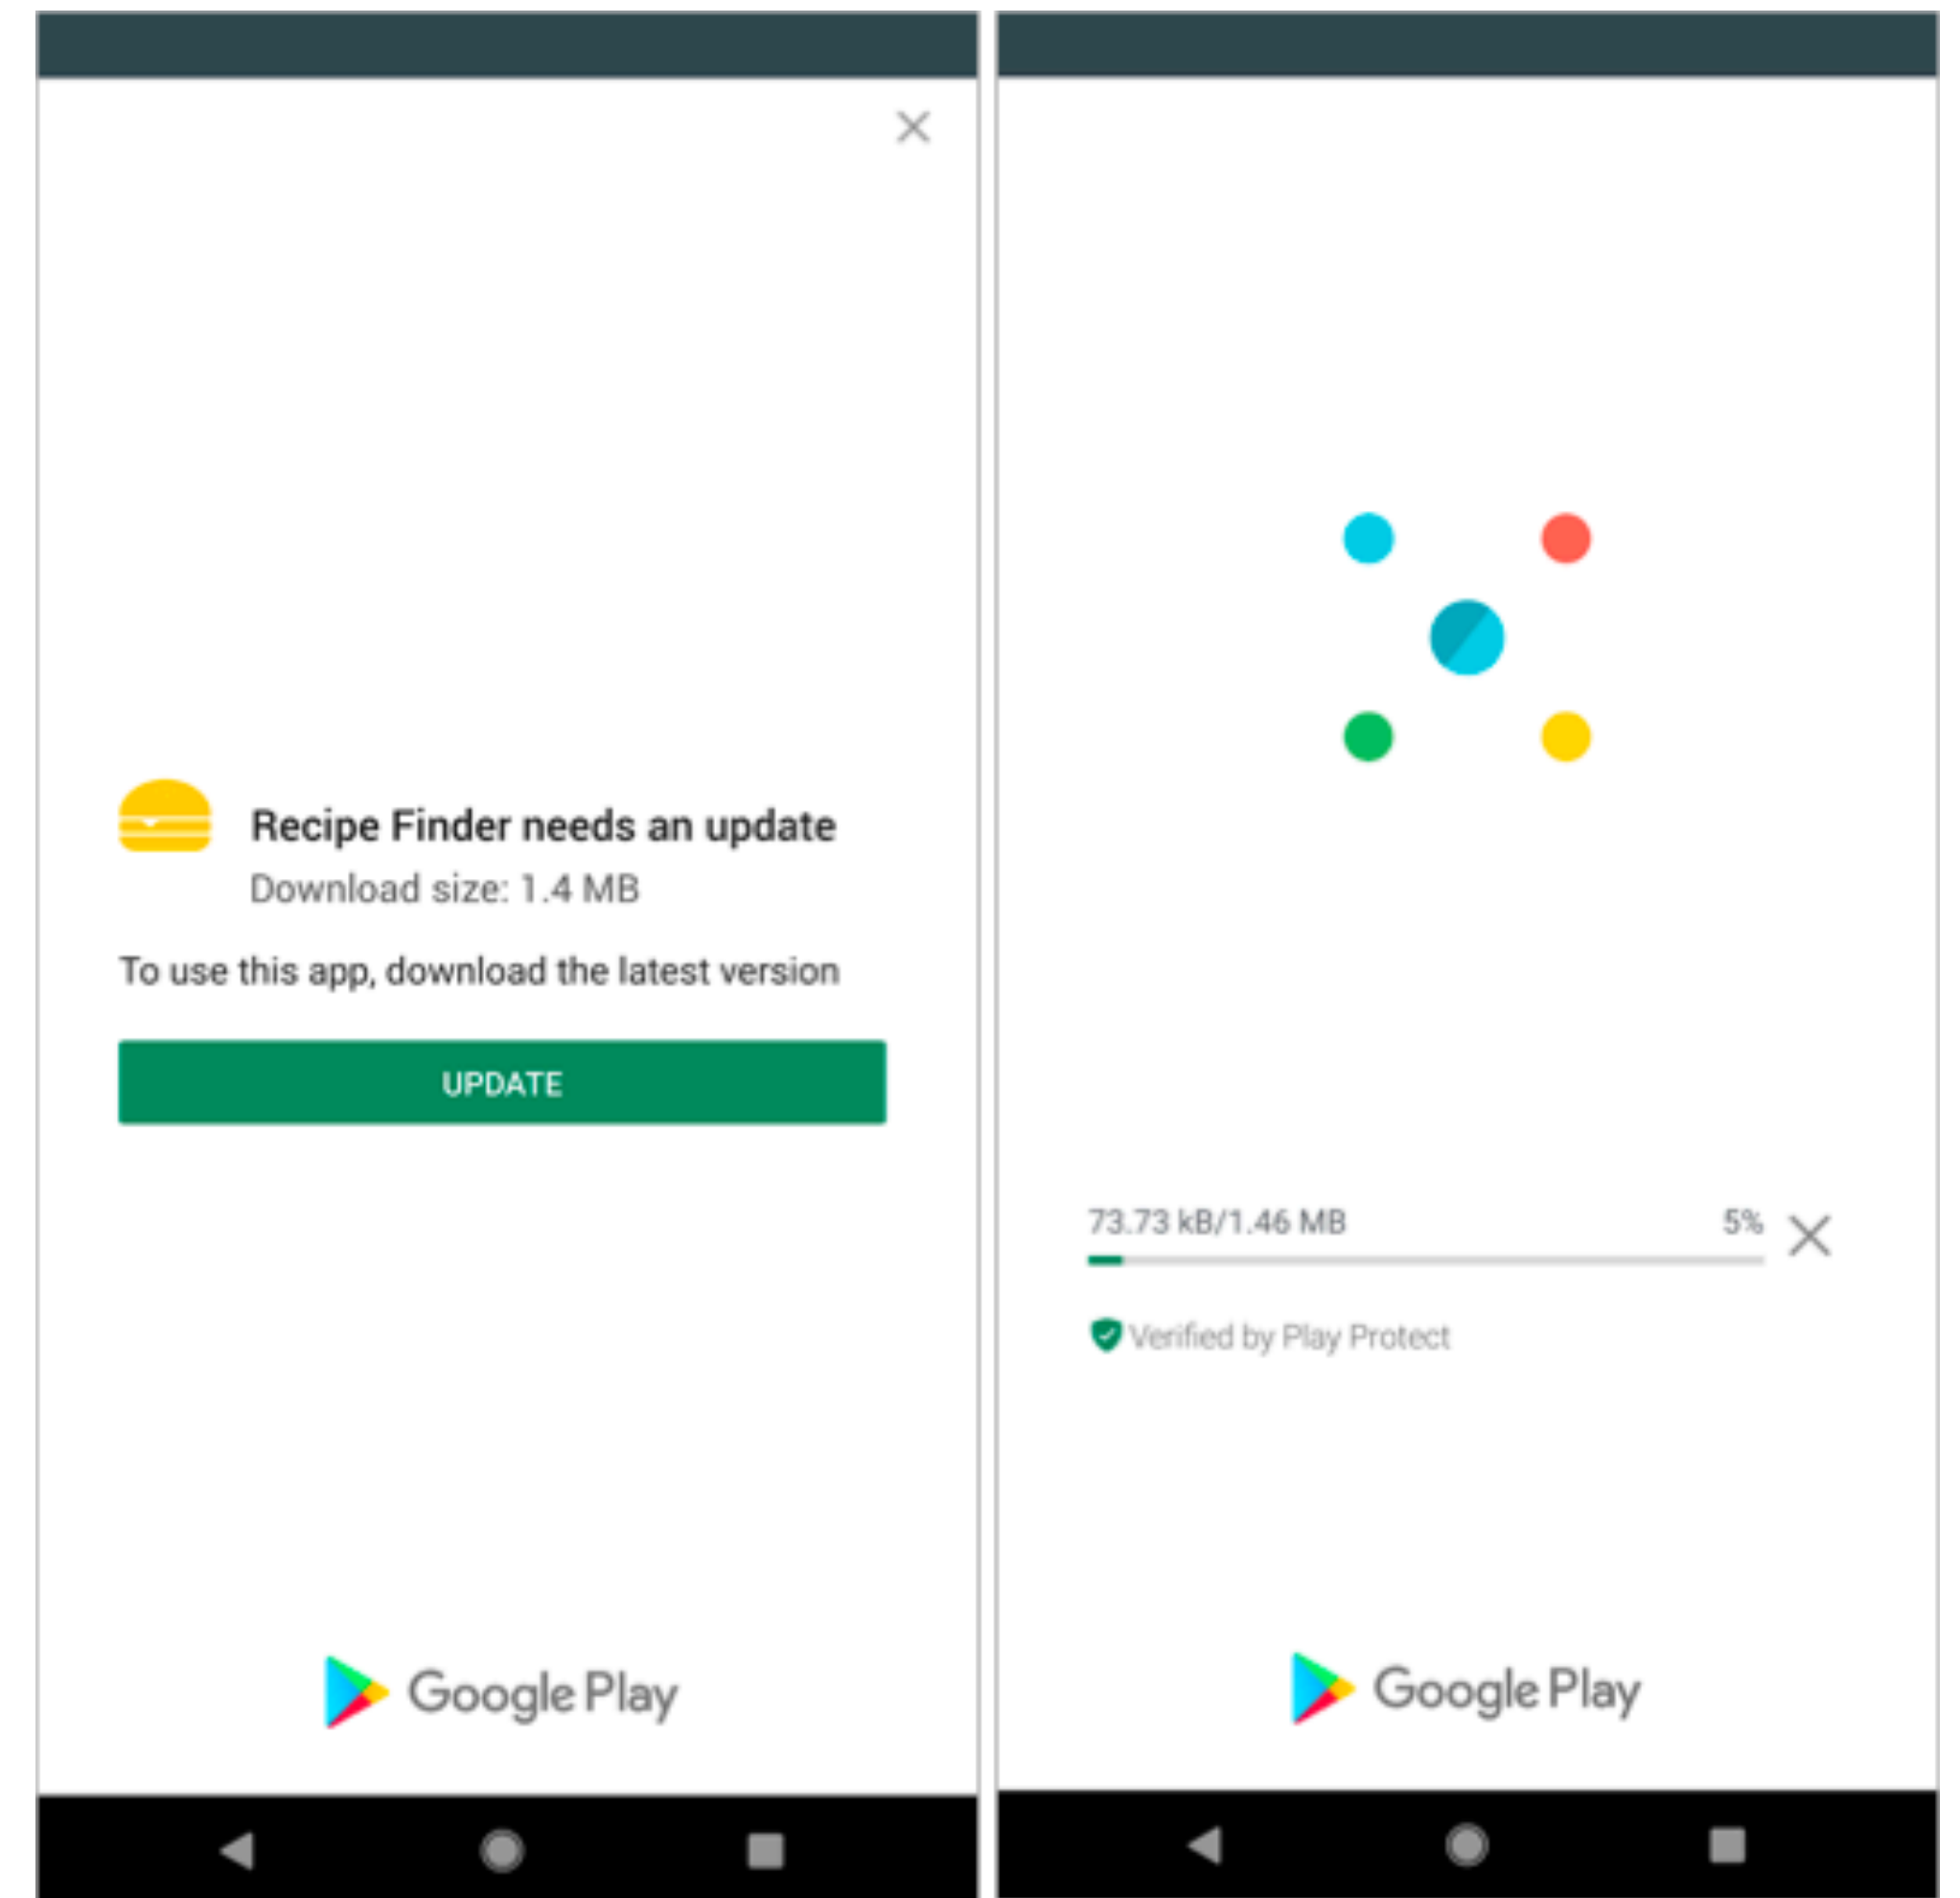 Recipe Finder needs an update
Download size: 1.4 MB
To use this app, download the latest version
UPDATE
Google Play
73.73 kB/1.46 MB 5%
Verified by Play Protect
Google Play